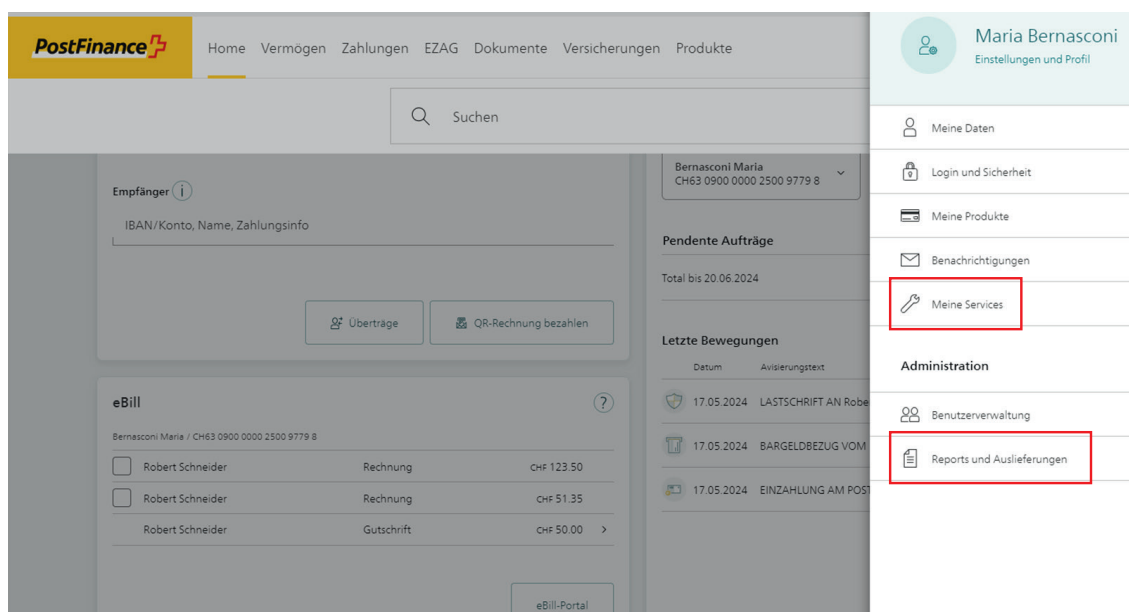 PostFinance
Home Vermögen Zahlungen EZAG Dokumente Versicherungen Produkte
Suchen
Empfänger i
IBAN/Konto, Name, Zahlungsinfo
Überträge
QR-Rechnung bezahlen
eBill ?
Bernasconi Maria / CH63 0900 0000 2500 9779 8
Robert Schneider Rechnung CHF 123.50
Robert Schneider Rechnung CHF 51.35
Robert Schneider Gutschrift CHF 50.00 >
eBill-Portal
Bernasconi Maria
CH63 0900 0000 2500 9779 8
Pendente Aufträge
Total bis 20.06.2024
Letzte Bewegungen
Datum Avisierungstext
17.05.2024 LASTSCHRIFT AN Robe
17.05.2024 BARGELDBEZUG VOM
17.05.2024 EINZAHLUNG AM POST
Maria Bernasconi
Einstellungen und Profil
Meine Daten
Login und Sicherheit
Meine Produkte
Benachrichtigungen
Meine Services
Administration
Benutzerverwaltung
Reports und Auslieferungen